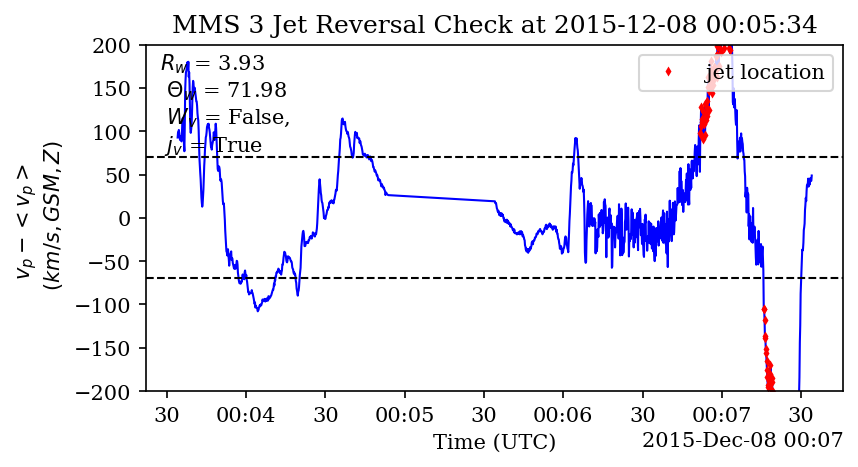 MMS 3 Jet Reversal Check at 2015-12-08 00:05:34
R_w = 3.93
Θ_w = 71.98
W_v = False,
j_v = True
jet location
v_p − < v_p >
(km/s, GSM, Z)
200
150
100
50
0
−50
−100
−150
−200
30 00:04 30 00:05 30 00:06 30 00:07 30
Time (UTC)
2015-Dec-08 00:07